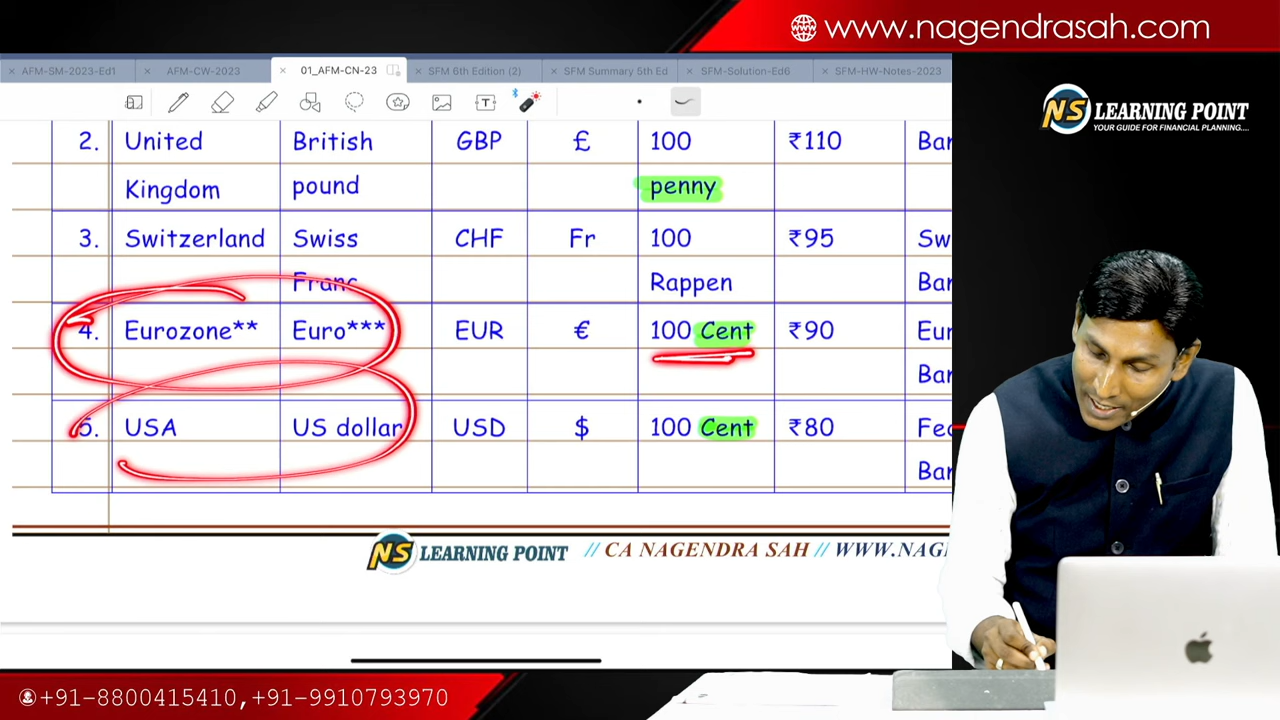 www.nagendrasah.com
AFM-SM-2023-Ed1 AFM-CW-2023 01_AFM-CN-23 SFM 6th Edition (2) SFM Summary 5th Ed SFM-Solution-Ed6 SFM-HW-Notes-2023
NS LEARNING POINT
YOUR GUIDE FOR FINANCIAL PLANNING....
2. United British GBP £ 100 ₹110 Bar
Kingdom pound penny
3. Switzerland Swiss CHF Fr 100 ₹95 Sw
Franc Rappen Bar
4. Eurozone** Euro*** EUR € 100 Cent ₹90 Eur
Bar
5. USA US dollar USD $ 100 Cent ₹80 Fed
Bar
NS LEARNING POINT // CA NAGENDRA SAH // WWW.NAG
+91-8800415410,+91-9910793970